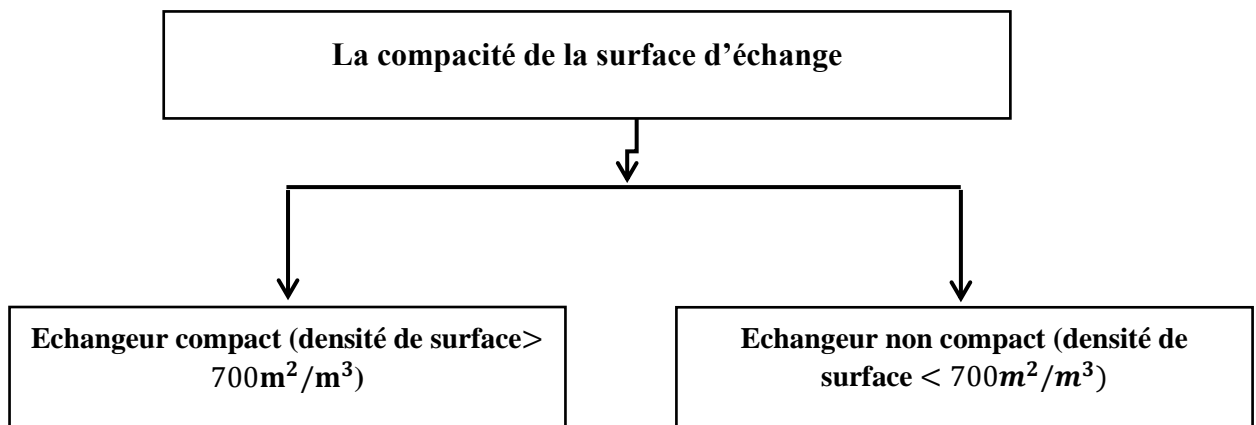 La compacité de la surface d’échange
Echangeur compact (densité de surface>
700m²/m³)
Echangeur non compact (densité de
surface < 700m²/m³)